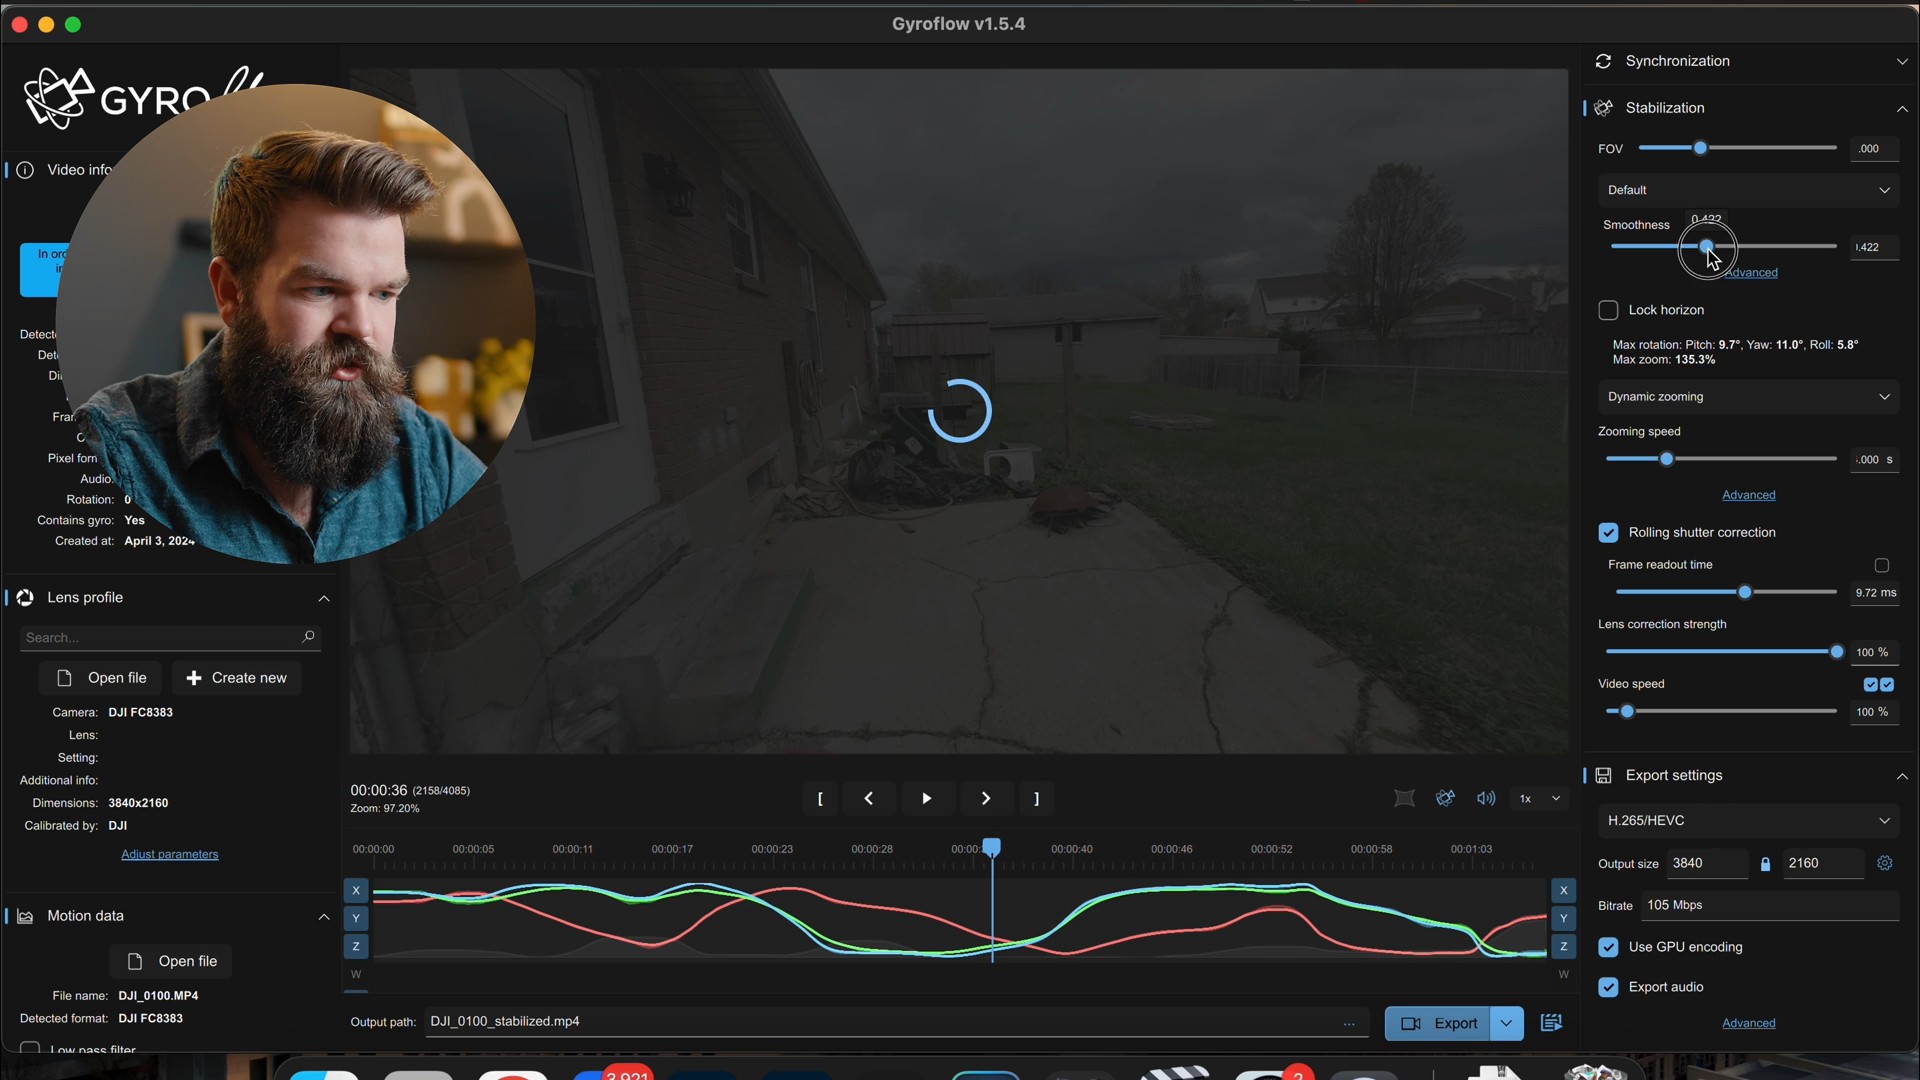 Gyroflow v1.5.4
GYRO
Video info
In
Rotation: 0
Contains gyro: Yes
Created at: April 3, 2024
Audio:
Lens profile
Search...
Open file
Create new
Camera: DJI FC8383
Lens:
Setting:
Additional info:
Dimensions: 3840x2160
Calibrated by: DJI
Adjust parameters
Motion data
Open file
File name: DJI_0100.MP4
Detected format: DJI FC8383
Low pass filter
00:00:36 (2158/4085)
Zoom: 97.20%
[
]
1x
00:00:00 00:00:05 00:00:11 00:00:17 00:00:23 00:00:28 00:00:40 00:00:46 00:00:52 00:00:58 00:01:03
X X
Y Y
Z Z
W W
Output path: DJI_0100_stabilized.mp4 ...
Export
Synchronization
Stabilization
FOV .000
Default
Smoothness 0.422
.422
Advanced
Lock horizon
Max rotation: Pitch: 9.7°, Yaw: 11.0°, Roll: 5.8°
Max zoom: 135.3%
Dynamic zooming
Zooming speed
.000 s
Advanced
Rolling shutter correction
Frame readout time
9.72 ms
Lens correction strength
100 %
Video speed
100 %
Export settings
H.265/HEVC
Output size 3840 2160
Bitrate 105 Mbps
Use GPU encoding
Export audio
Advanced
3,921
2